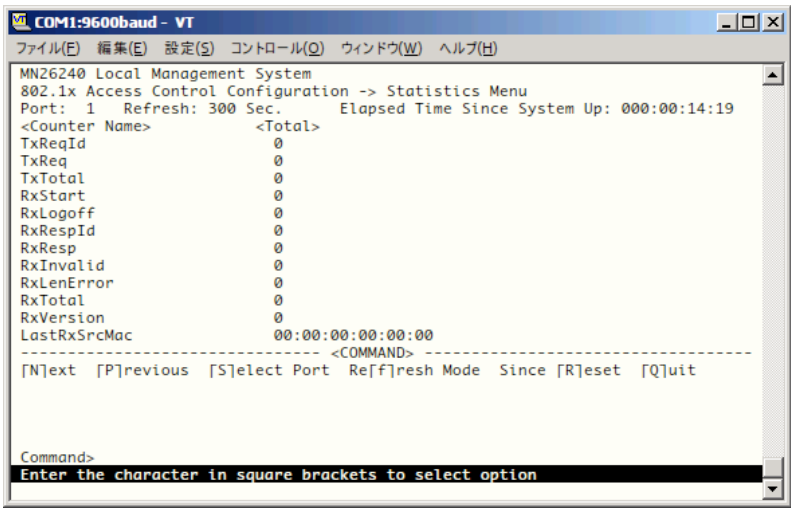 COM1:9600baud - VT
ファイル(F) 編集(E) 設定(S) コントロール(O) ウィンドウ(W) ヘルプ(H)
MN26240 Local Management System
802.1x Access Control Configuration -> Statistics Menu
Port: 1 Refresh: 300 Sec. Elapsed Time Since System Up: 000:00:14:19
<Counter Name> <Total>
TxReqId 0
TxReq 0
TxTotal 0
RxStart 0
RxLogoff 0
RxRespId 0
RxResp 0
RxInvalid 0
RxLenError 0
RxTotal 0
RxVersion 0
LastRxSrcMac 00:00:00:00:00:00
---------------------------------- <COMMAND> -------------------------------------
[N]ext [P]revious [S]elect Port Re[f]resh Mode Since [R]eset [Q]uit
Command>
Enter the character in square brackets to select option